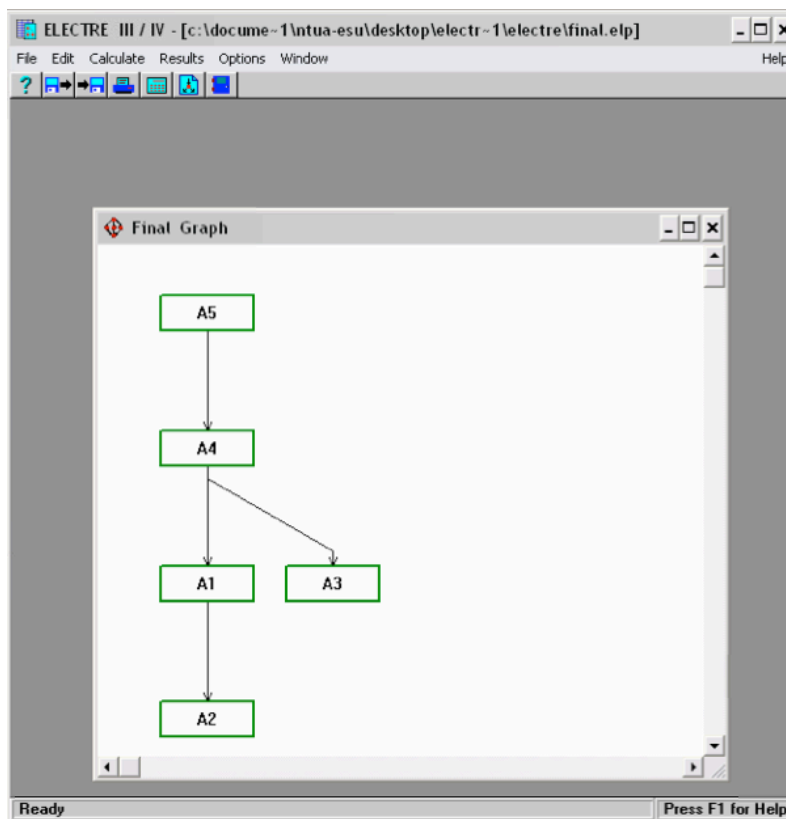 ELECTRE III / IV - [c:\docume~1\ntua-esu\desktop\electr~1\electre\final.elp]
File Edit Calculate Results Options Window Help
?
Final Graph
A5
A4
A1 A3
A2
Ready Press F1 for Help